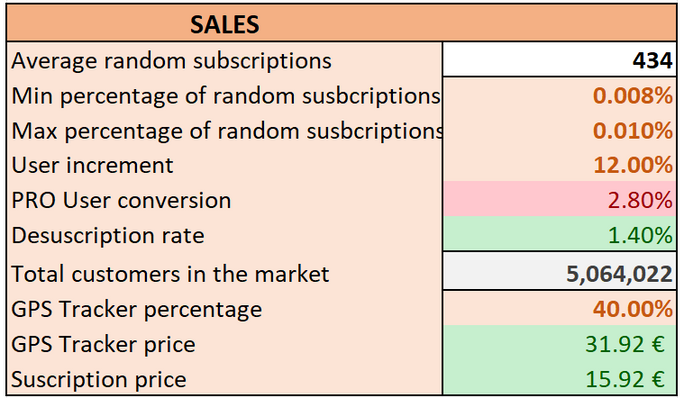 SALES
Average random subscriptions 434
Min percentage of random susbcriptions 0.008%
Max percentage of random susbcriptions 0.010%
User increment 12.00%
PRO User conversion 2.80%
Desuscription rate 1.40%
Total customers in the market 5,064,022
GPS Tracker percentage 40.00%
GPS Tracker price 31.92 €
Suscription price 15.92 €